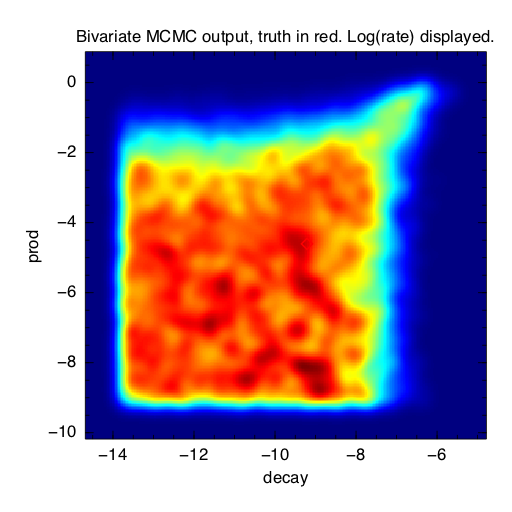 Bivariate MCMC output, truth in red. Log(rate) displayed.
0
−2
−4
−6
−8
−10
prod
−14 −12 −10 −8 −6
decay